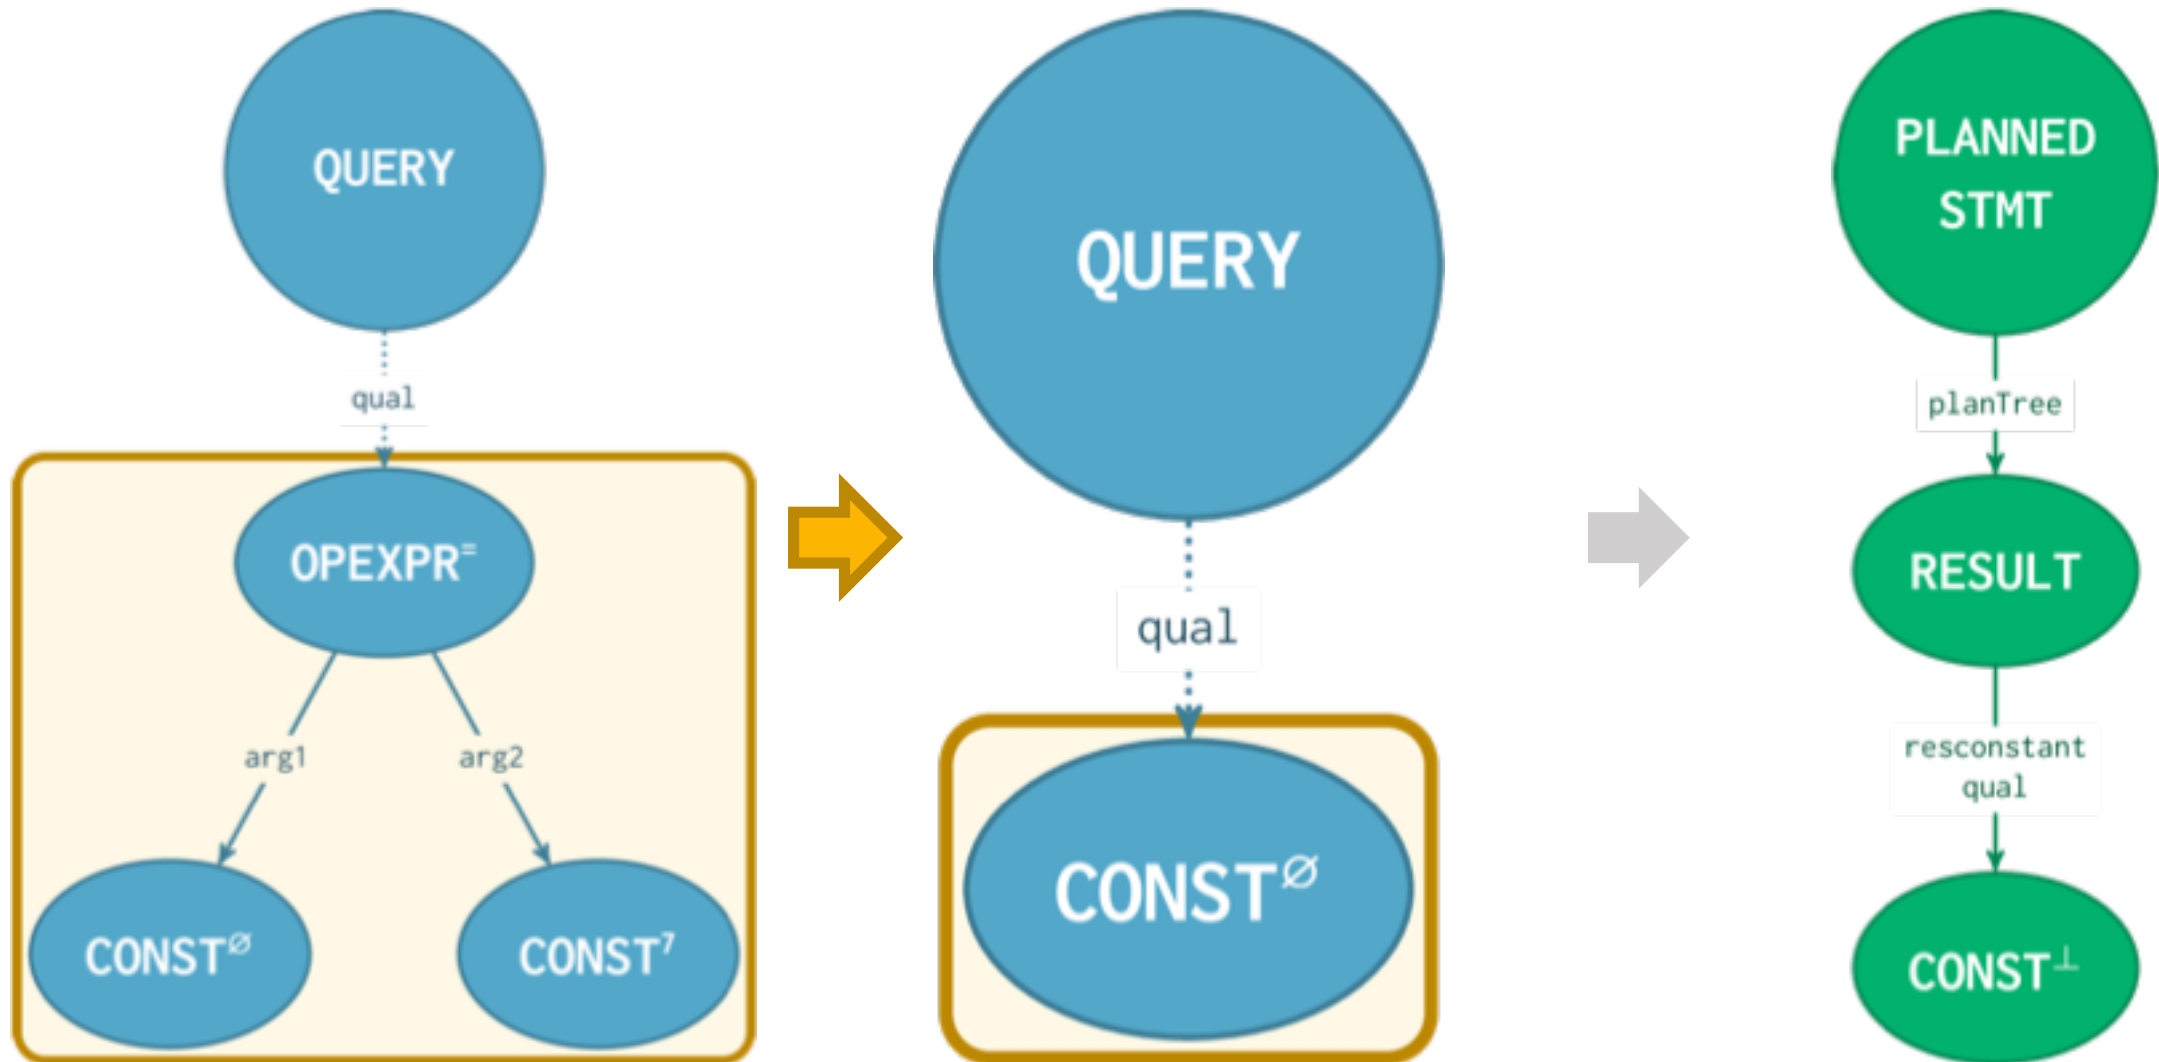 QUERY
qual
OPEXPR⁼
arg1
arg2
CONST∅
CONST⁷
QUERY
qual
CONST∅
PLANNED
STMT
planTree
RESULT
resconstant
qual
CONST⊥